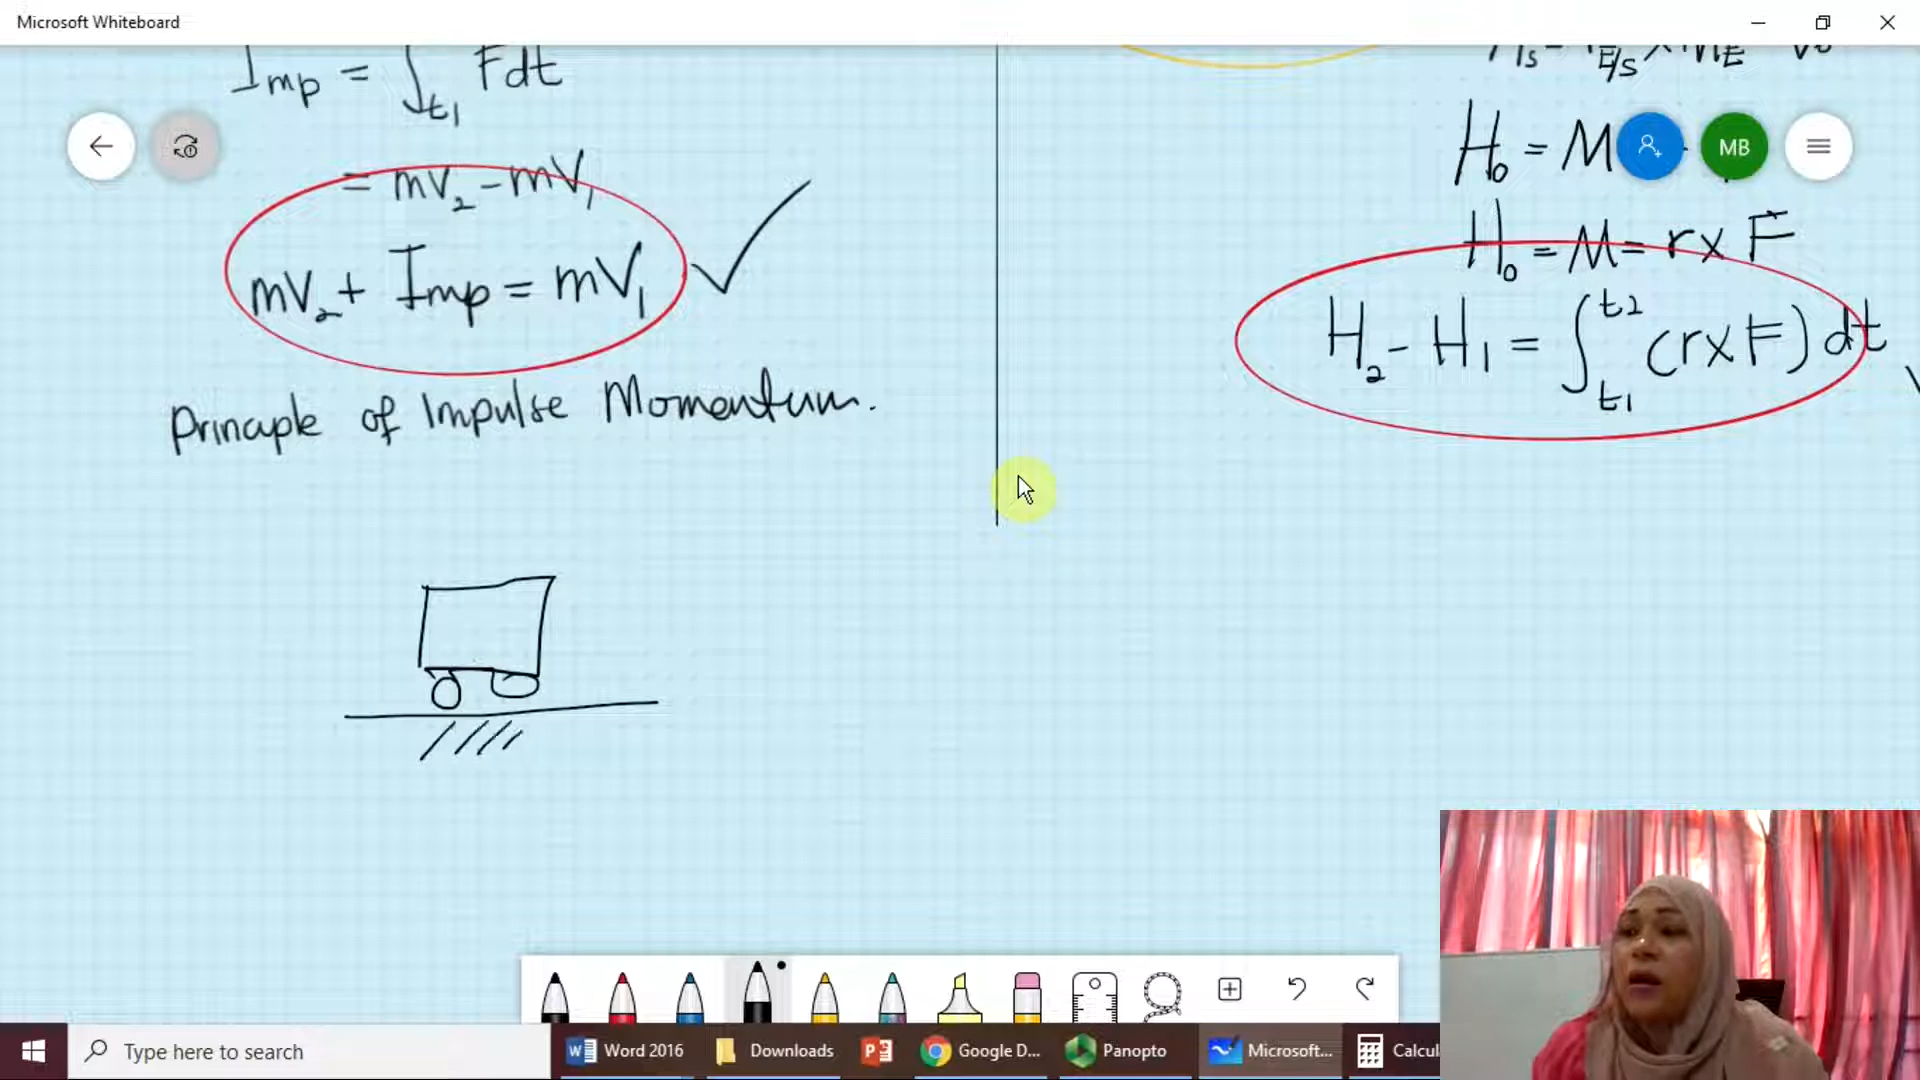 Microsoft Whiteboard
Imp = ∫t1 Fdt
= mV2 - mV1
mV2 + Imp = mV1
Principle of Impulse Momentum.
H0 = M
MB
H0 = M = r x F
H2 - H1 = ∫t1 t2 (r x F) dt
Type here to search
Word 2016
Downloads
Google D...
Panopto
Microsoft...
Calcul